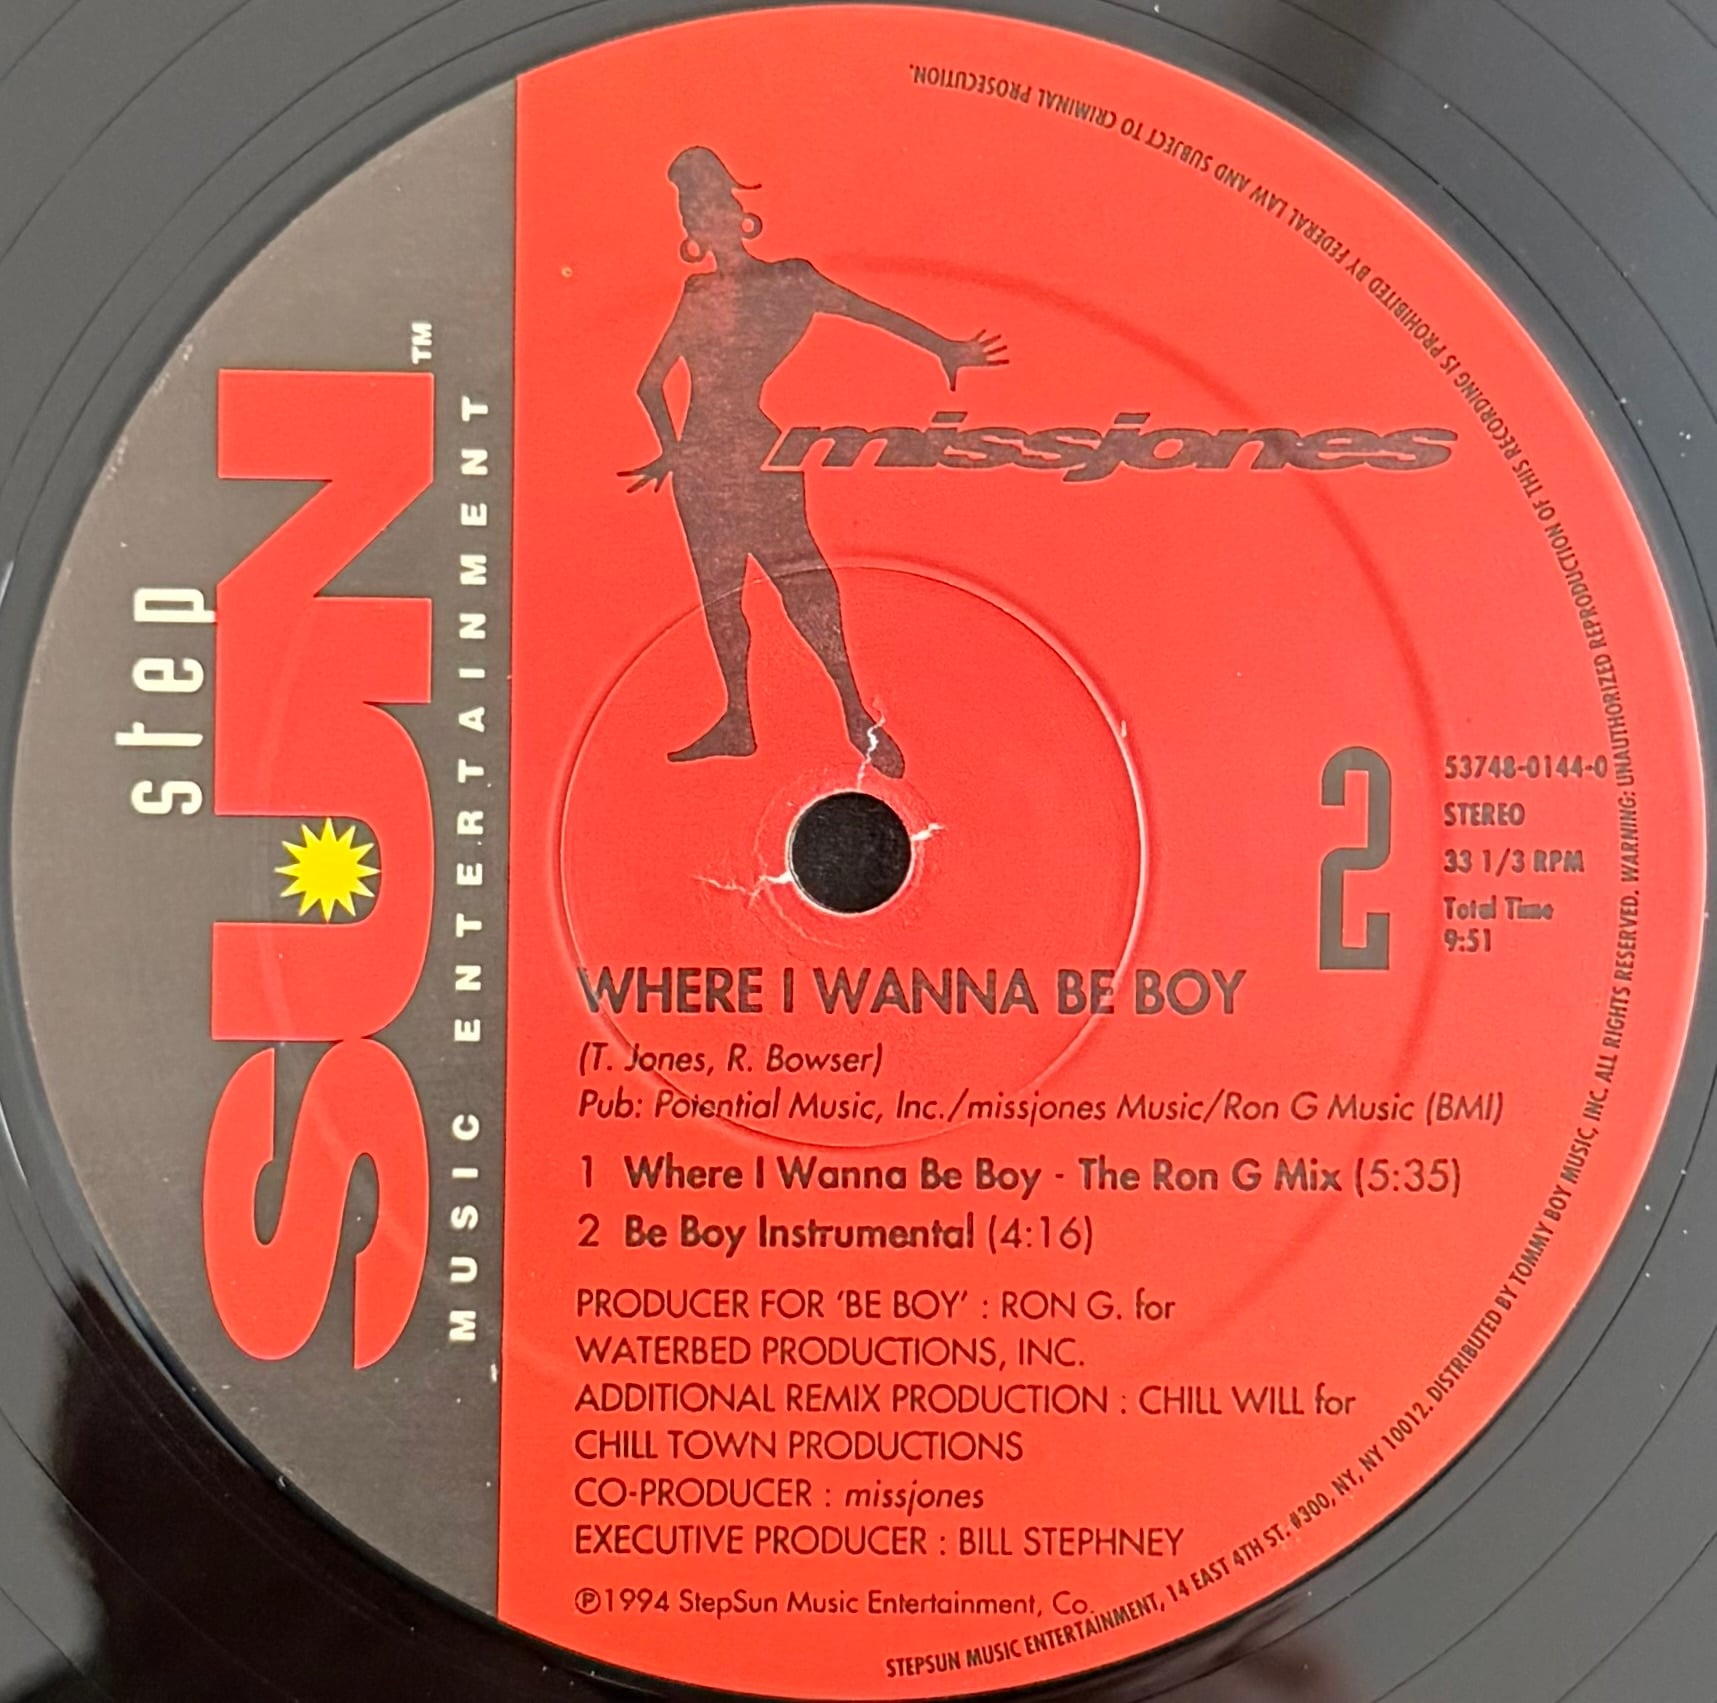 step
SUN™
MUSIC ENTERTAINMENT
missjones
2
53748-0144-0
STEREO
33 1/3 RPM
Total Time
9:51
WHERE I WANNA BE BOY
(T. Jones, R. Bowser)
Pub: Potential Music, Inc./missjones Music/Ron G Music (BMI)
1 Where I Wanna Be Boy - The Ron G Mix (5:35)
2 Be Boy Instrumental (4:16)
PRODUCER FOR 'BE BOY' : RON G. for
WATERBED PRODUCTIONS, INC.
ADDITIONAL REMIX PRODUCTION : CHILL WILL for
CHILL TOWN PRODUCTIONS
CO-PRODUCER : missjones
EXECUTIVE PRODUCER : BILL STEPHNEY
℗1994 StepSun Music Entertainment, Co.
STEPSUN MUSIC ENTERTAINMENT, 14 EAST 4TH ST. #300, NY, NY 10012. DISTRIBUTED BY TOMMY BOY MUSIC, INC. ALL RIGHTS RESERVED. WARNING: UNAUTHORIZED REPRODUCTION OF THIS RECORDING IS PROHIBITED BY FEDERAL LAW AND SUBJECT TO CRIMINAL PROSECUTION.